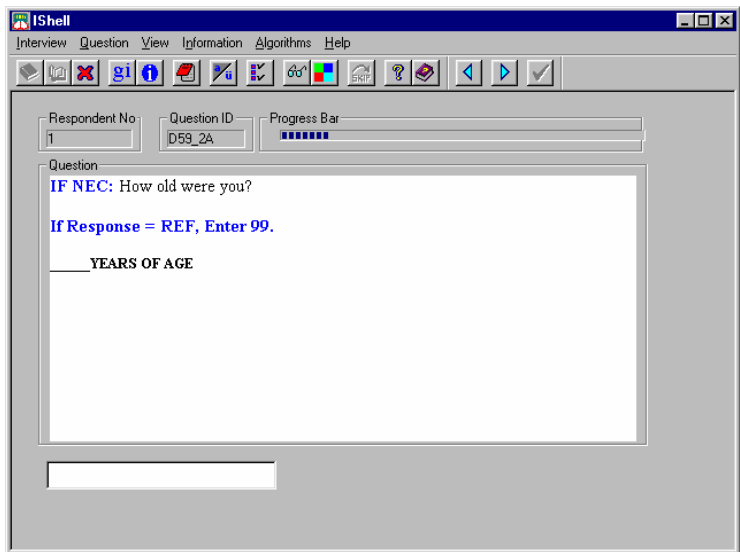 IShell
Interview Question View Information Algorithms Help
gi i a/ü SKIP ?
Respondent No Question ID Progress Bar
1 D59_2A
Question
IF NEC: How old were you?
If Response = REF, Enter 99.
_____YEARS OF AGE